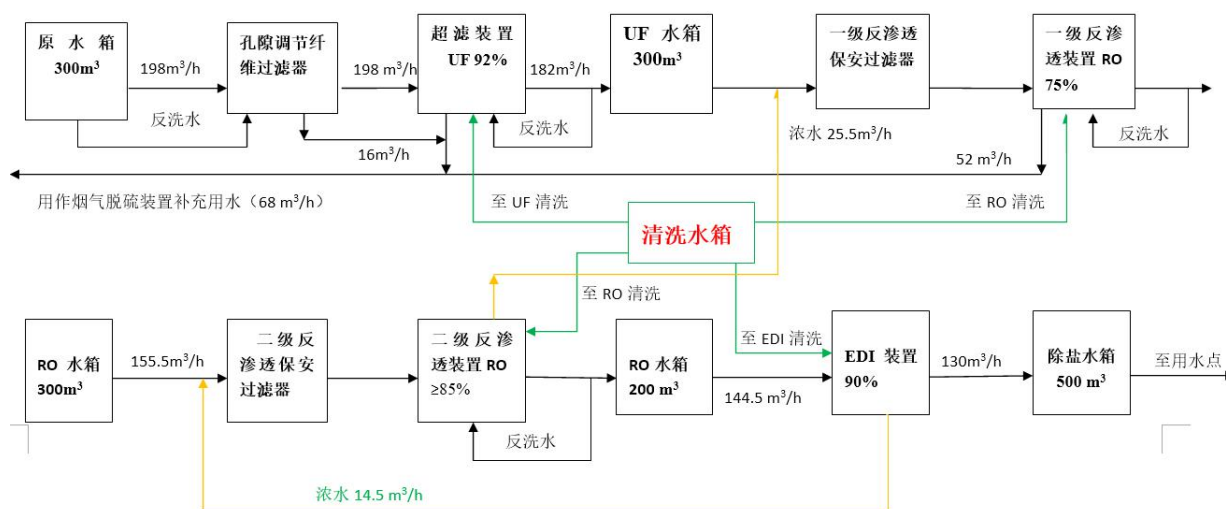 原水箱
300m³
198m³/h
反洗水
孔隙调节纤
维过滤器
198 m³/h
16m³/h
超滤装置
UF 92%
182m³/h
反洗水
UF 水箱
300m³
浓水 25.5m³/h
一级反渗透
保安过滤器
一级反渗
透装置 RO
75%
反洗水
52 m³/h
用作烟气脱硫装置补充用水（68 m³/h）
至 UF 清洗
清洗水箱
至 RO 清洗
至 RO 清洗
至 EDI 清洗
RO 水箱
300m³
155.5m³/h
二级反
渗透保安
过滤器
二级反渗
透装置 RO
≥85%
反洗水
RO 水箱
200 m³
144.5 m³/h
EDI 装置
90%
130m³/h
除盐水箱
500 m³
至用水点
浓水 14.5 m³/h